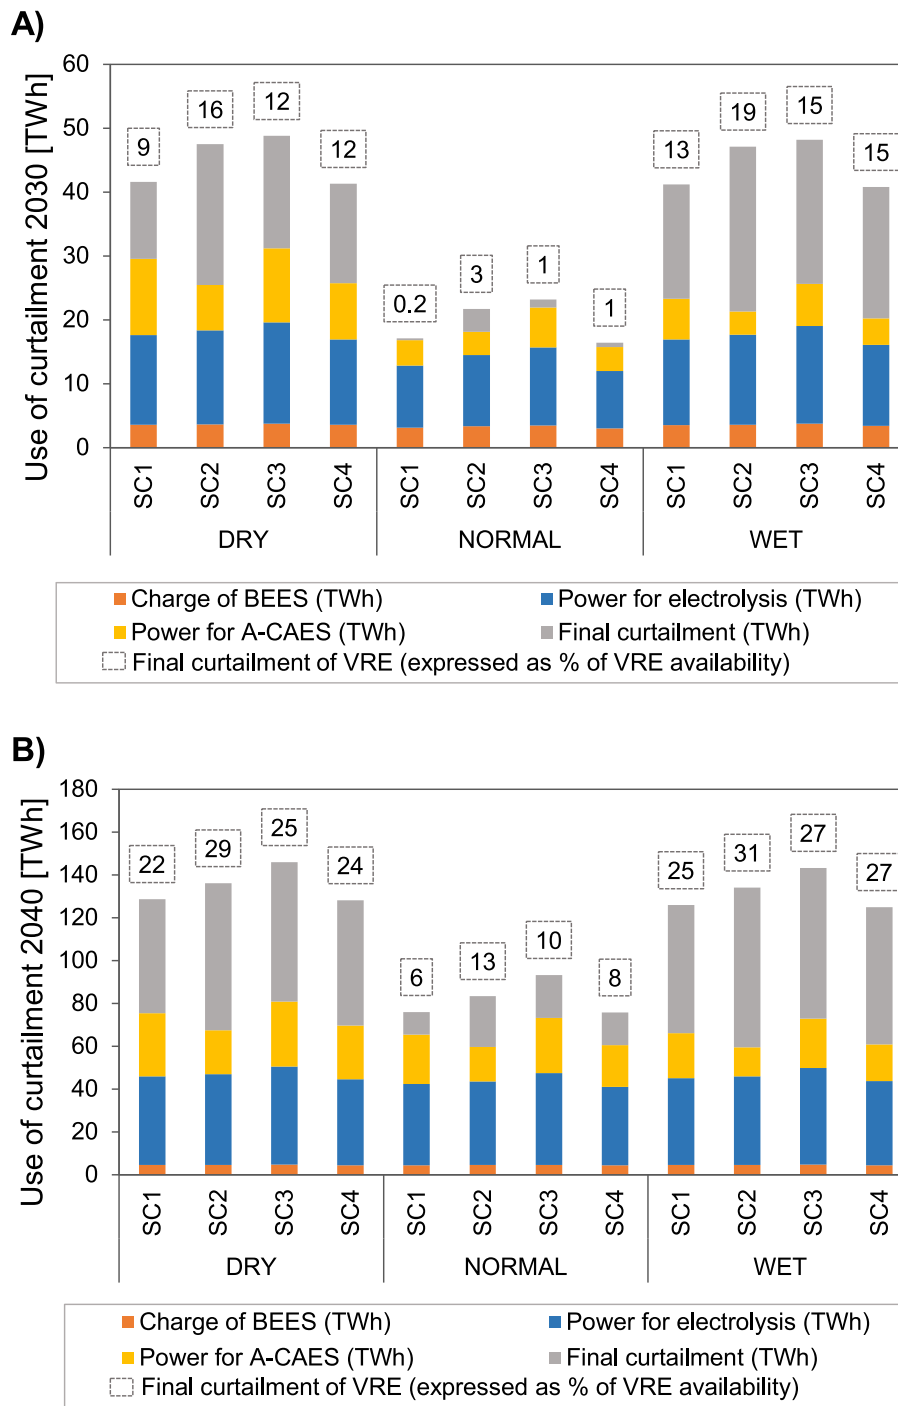 A)
Use of curtailment 2030 [TWh]
60
50
40
30
20
10
0
9
16
12
12
0.2
3
1
1
13
19
15
15
SC1
SC2
SC3
SC4
SC1
SC2
SC3
SC4
SC1
SC2
SC3
SC4
DRY
NORMAL
WET
Charge of BEES (TWh)
Power for electrolysis (TWh)
Power for A-CAES (TWh)
Final curtailment (TWh)
Final curtailment of VRE (expressed as % of VRE availability)
B)
Use of curtailment 2040 [TWh]
180
160
140
120
100
80
60
40
20
0
22
29
25
24
6
13
10
8
25
31
27
27
SC1
SC2
SC3
SC4
SC1
SC2
SC3
SC4
SC1
SC2
SC3
SC4
DRY
NORMAL
WET
Charge of BEES (TWh)
Power for electrolysis (TWh)
Power for A-CAES (TWh)
Final curtailment (TWh)
Final curtailment of VRE (expressed as % of VRE availability)